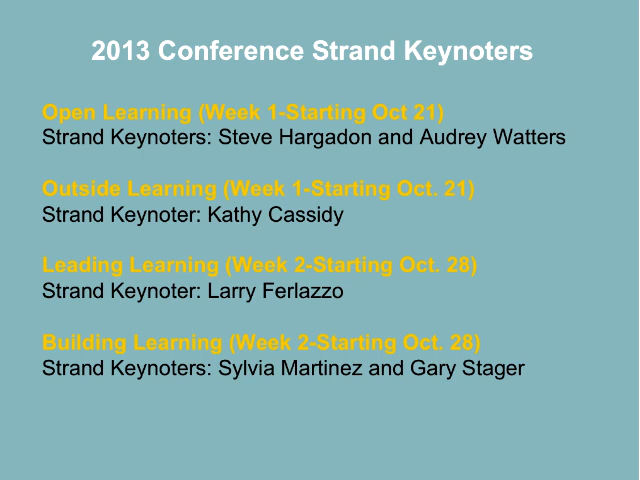 2013 Conference Strand Keynoters
Open Learning (Week 1-Starting Oct 21)
Strand Keynoters: Steve Hargadon and Audrey Watters
Outside Learning (Week 1-Starting Oct. 21)
Strand Keynoter: Kathy Cassidy
Leading Learning (Week 2-Starting Oct. 28)
Strand Keynoter: Larry Ferlazzo
Building Learning (Week 2-Starting Oct. 28)
Strand Keynoters: Sylvia Martinez and Gary Stager